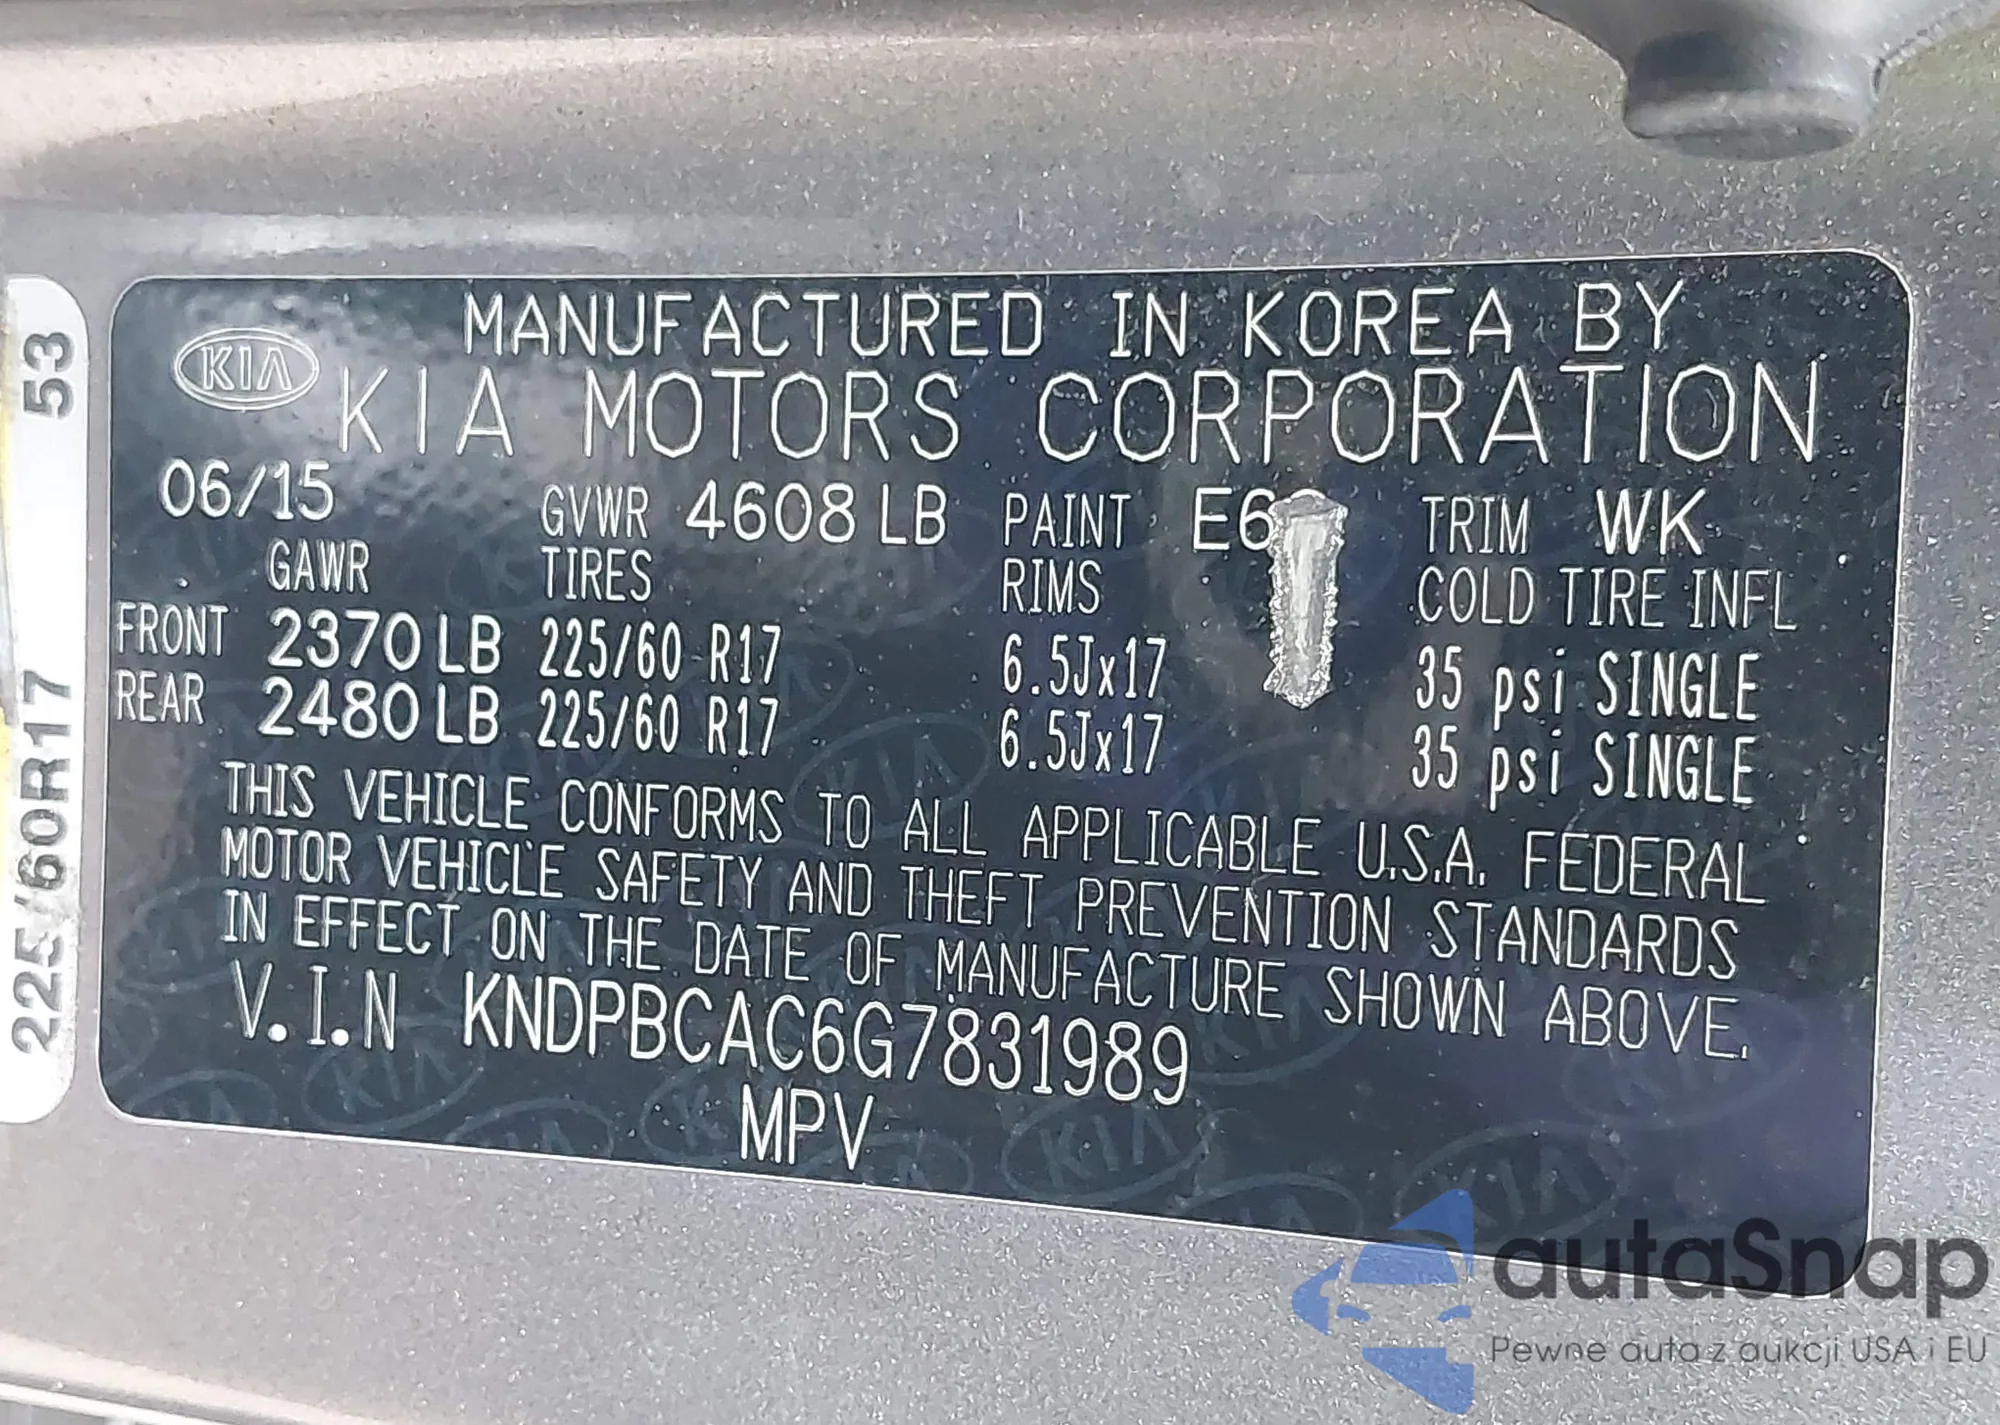 MANUFACTURED IN KOREA BY
KIA
KIA MOTORS CORPORATION
06/15 GVWR 4608 LB PAINT E6 TRIM WK
GAWR TIRES RIMS COLD TIRE INFL
FRONT 2370 LB 225/60 R17 6.5Jx17 35 psi SINGLE
REAR 2480 LB 225/60 R17 6.5Jx17 35 psi SINGLE
THIS VEHICLE CONFORMS TO ALL APPLICABLE U.S.A. FEDERAL
MOTOR VEHICLE SAFETY AND THEFT PREVENTION STANDARDS
IN EFFECT ON THE DATE OF MANUFACTURE SHOWN ABOVE.
V.I.N KNDPBCAC6G7831989
MPV
225/60R17 53
autaSnap
Pewne auta z aukcji USA i EU